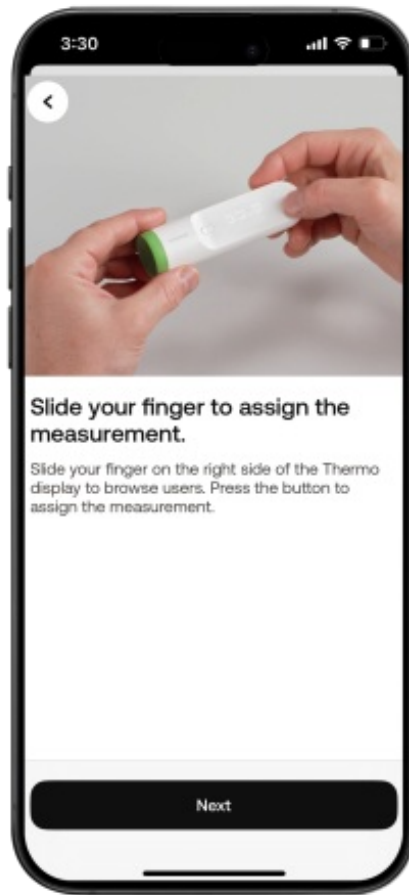 3:30
Slide your finger to assign the
measurement.
Slide your finger on the right side of the Thermo
display to browse users. Press the button to
assign the measurement.
Next